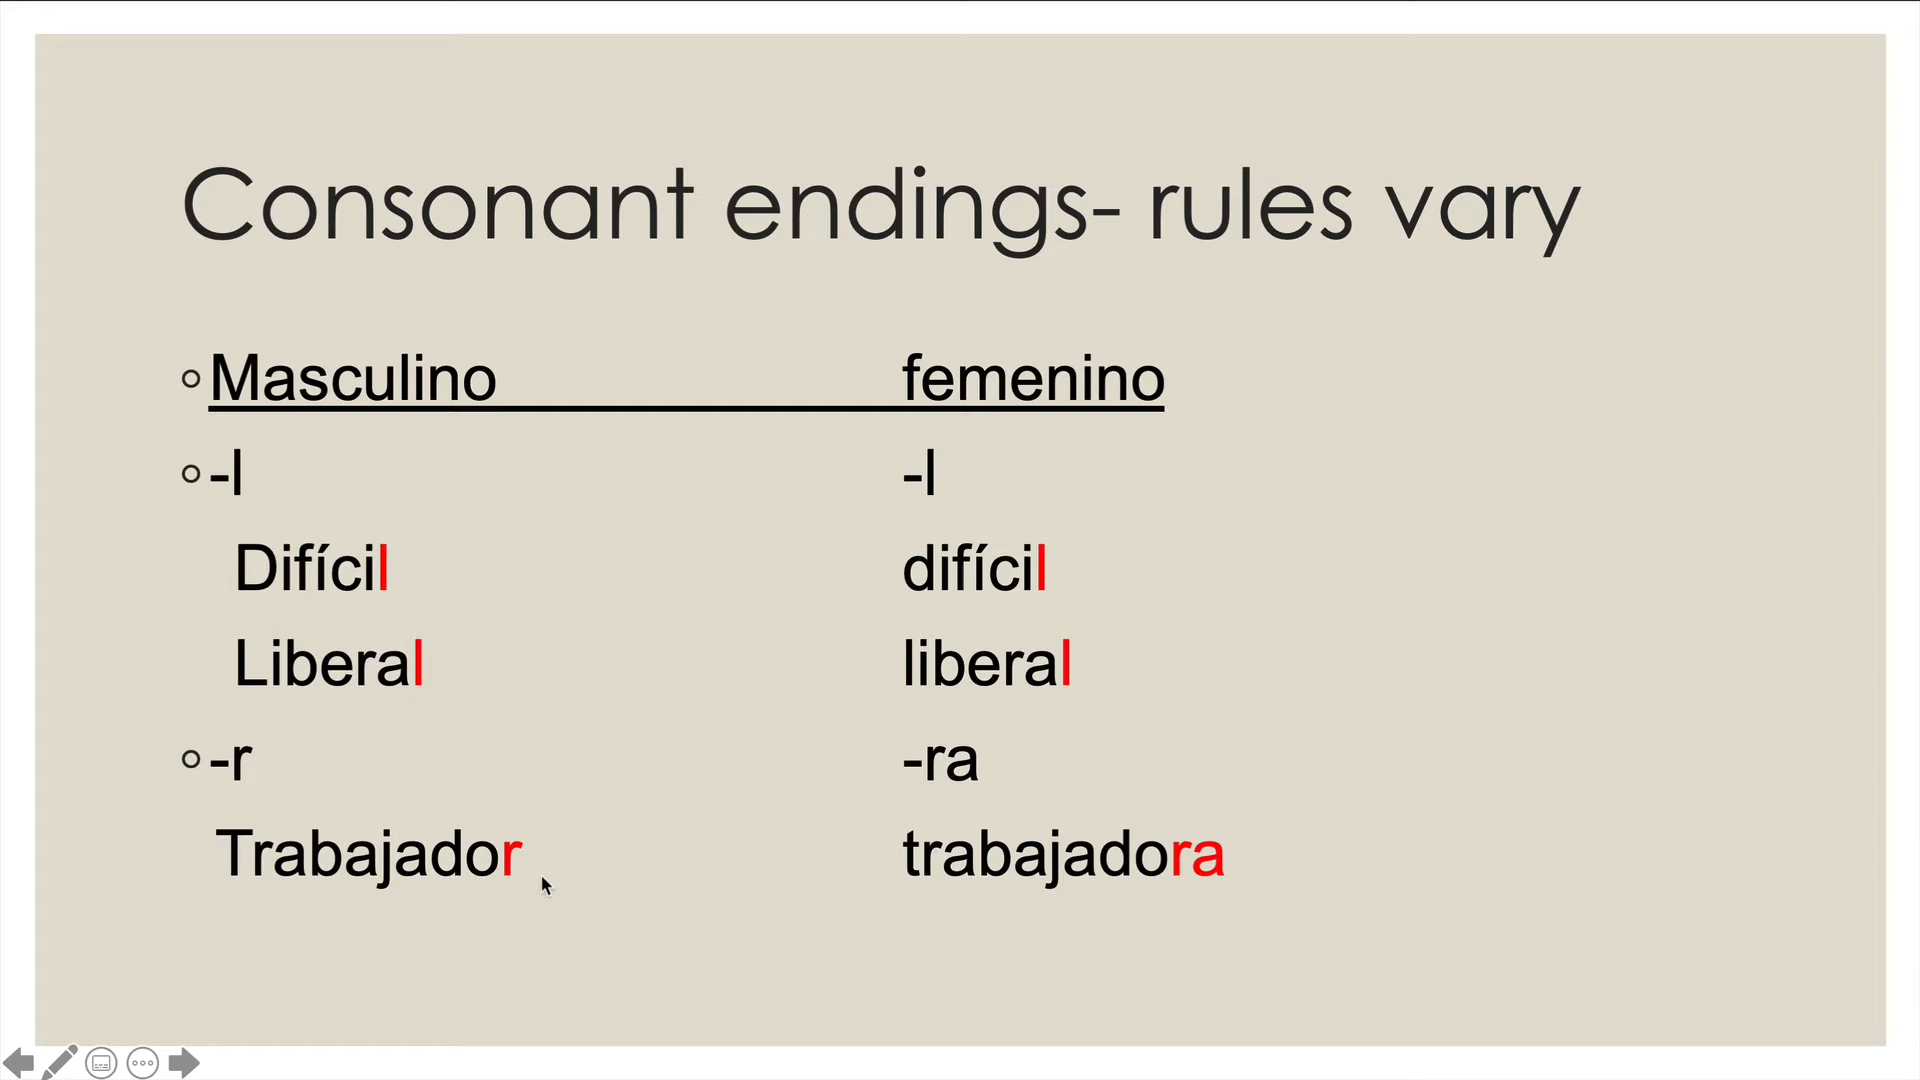 Consonant endings- rules vary
Masculino femenino
-l -l
Difícil difícil
Liberal liberal
-r -ra
Trabajador trabajadora